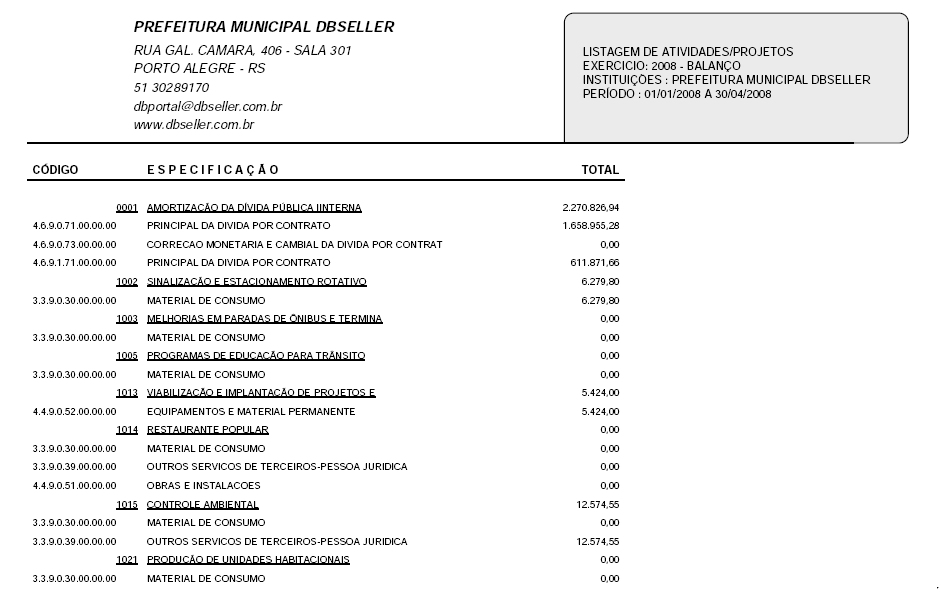 PREFEITURA MUNICIPAL DBSELLER
RUA GAL. CAMARA, 406 - SALA 301
PORTO ALEGRE - RS
51 30289170
dbportal@dbseller.com.br
www.dbseller.com.br
LISTAGEM DE ATIVIDADES/PROJETOS
EXERCICIO: 2008 - BALANÇO
INSTITUIÇÕES : PREFEITURA MUNICIPAL DBSELLER
PERÍODO : 01/01/2008 A 30/04/2008
CÓDIGO E S P E C I F I C A Ç Ã O TOTAL
0001 AMORTIZAÇÃO DA DÍVIDA PÚBLICA IINTERNA 2.270.826,94
4.6.9.0.71.00.00.00 PRINCIPAL DA DIVIDA POR CONTRATO 1.658.955,28
4.6.9.0.73.00.00.00 CORRECAO MONETARIA E CAMBIAL DA DIVIDA POR CONTRAT 0,00
4.6.9.1.71.00.00.00 PRINCIPAL DA DIVIDA POR CONTRATO 611.871,66
1002 SINALIZAÇÃO E ESTACIONAMENTO ROTATIVO 6.279,80
3.3.9.0.30.00.00.00 MATERIAL DE CONSUMO 6.279,80
1003 MELHORIAS EM PARADAS DE ÔNIBUS E TERMINA 0,00
3.3.9.0.30.00.00.00 MATERIAL DE CONSUMO 0,00
1005 PROGRAMAS DE EDUCAÇÃO PARA TRÂNSITO 0,00
3.3.9.0.30.00.00.00 MATERIAL DE CONSUMO 0,00
1013 VIABILIZAÇÃO E IMPLANTAÇÃO DE PROJETOS E 5.424,00
4.4.9.0.52.00.00.00 EQUIPAMENTOS E MATERIAL PERMANENTE 5.424,00
1014 RESTAURANTE POPULAR 0,00
3.3.9.0.30.00.00.00 MATERIAL DE CONSUMO 0,00
3.3.9.0.39.00.00.00 OUTROS SERVICOS DE TERCEIROS-PESSOA JURIDICA 0,00
4.4.9.0.51.00.00.00 OBRAS E INSTALACOES 0,00
1015 CONTROLE AMBIENTAL 12.574,55
3.3.9.0.30.00.00.00 MATERIAL DE CONSUMO 0,00
3.3.9.0.39.00.00.00 OUTROS SERVICOS DE TERCEIROS-PESSOA JURIDICA 12.574,55
1021 PRODUÇÃO DE UNIDADES HABITACIONAIS 0,00
3.3.9.0.30.00.00.00 MATERIAL DE CONSUMO 0,00